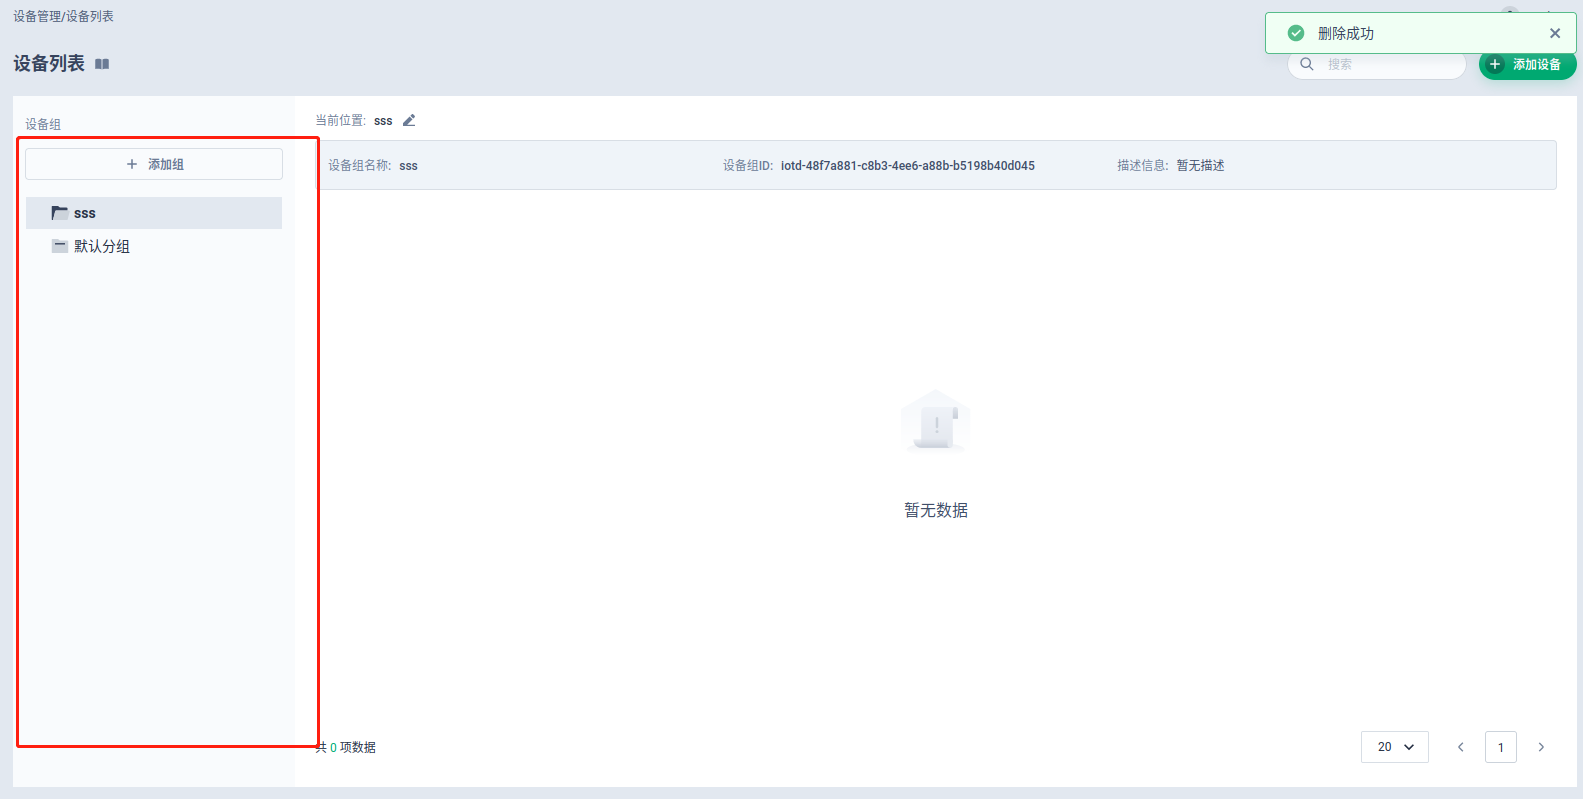 设备管理/设备列表
删除成功
设备列表
搜索
添加设备
设备组
当前位置: sss
添加组
设备组名称: sss
设备组ID: iotd-48f7a881-c8b3-4ee6-a88b-b5198b40d045
描述信息: 暂无描述
sss
默认分组
暂无数据
共 0 项数据
20
1